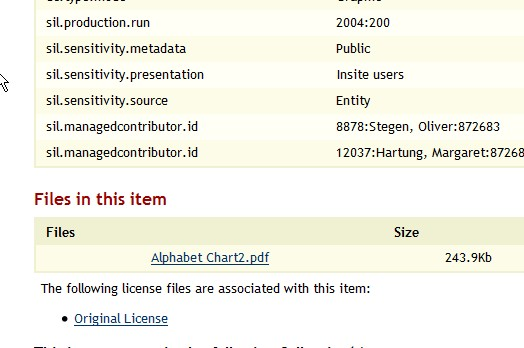 sil.production.run 2004:200
sil.sensitivity.metadata Public
sil.sensitivity.presentation Insite users
sil.sensitivity.source Entity
sil.managedcontributor.id 8878:Stegen, Oliver:872683
sil.managedcontributor.id 12037:Hartung, Margaret:8726
Files in this item
Files Size
Alphabet Chart2.pdf 243.9Kb
The following license files are associated with this item:
Original License